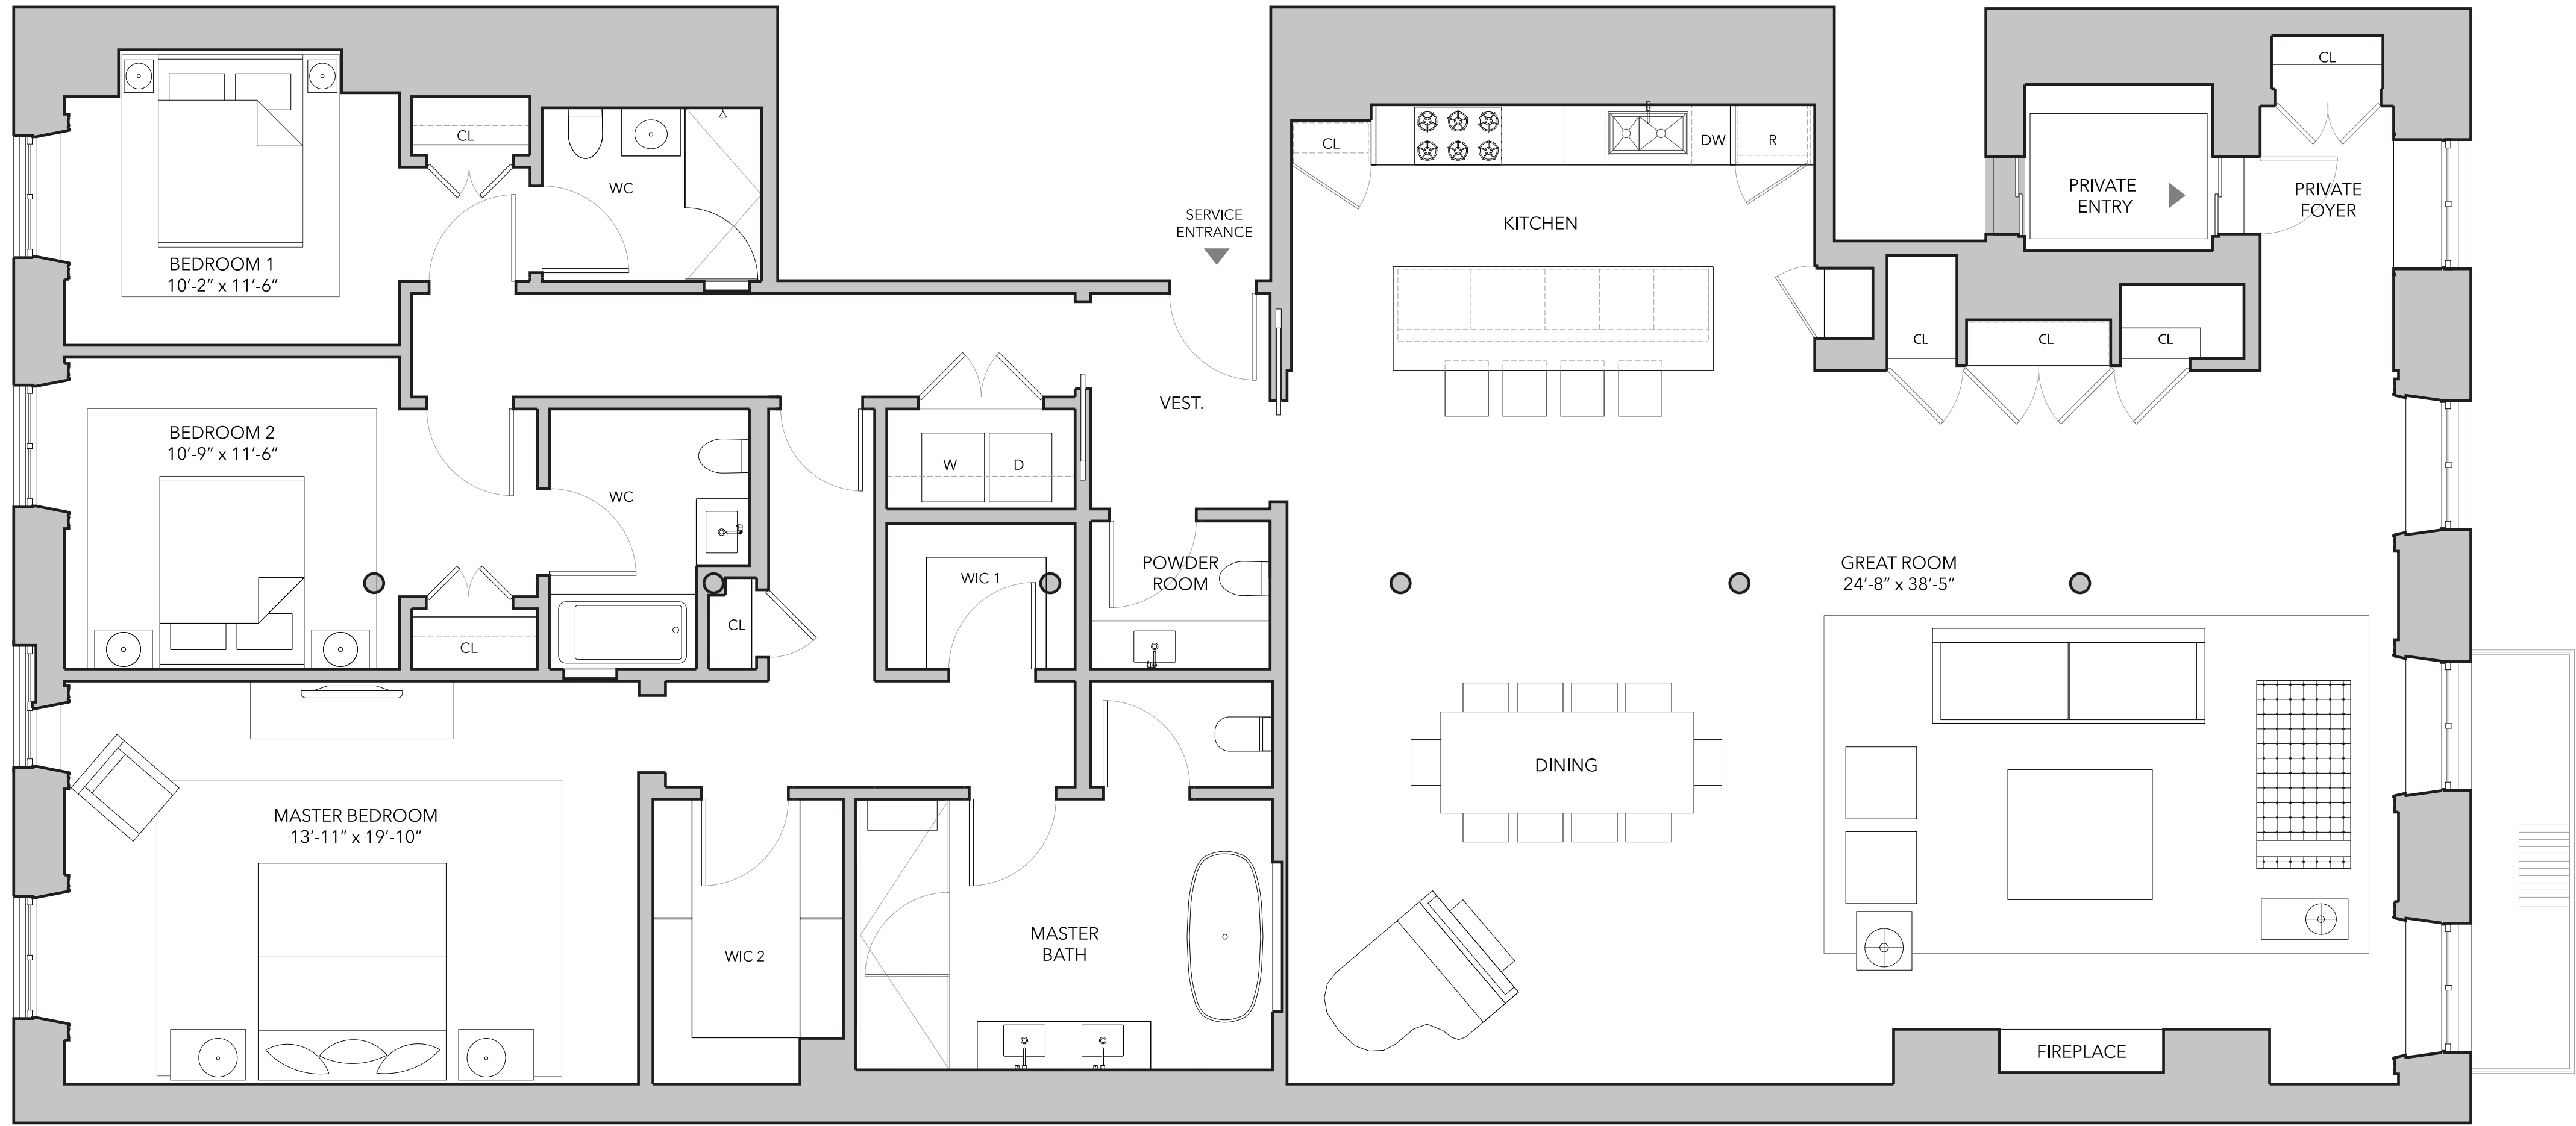 CL
CL
WC
CL
DW
R
SERVICE
ENTRANCE
KITCHEN
PRIVATE
ENTRY
PRIVATE
FOYER
BEDROOM 1
10'-2" x 11'-6"
CL
CL
CL
VEST.
BEDROOM 2
10'-9" x 11'-6"
W
D
WC
POWDER
ROOM
WIC 1
GREAT ROOM
24'-8" x 38'-5"
CL
CL
DINING
MASTER BEDROOM
13'-11" x 19'-10"
WIC 2
MASTER
BATH
FIREPLACE